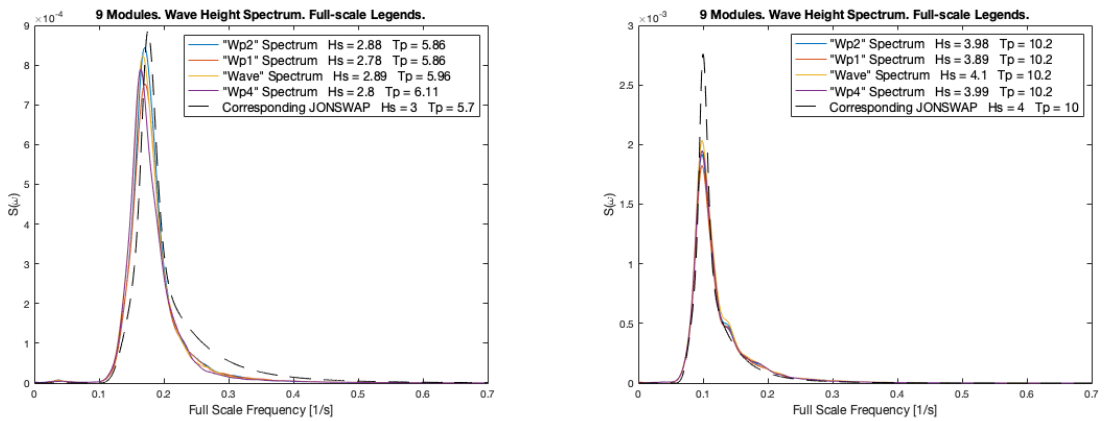 9 Modules. Wave Height Spectrum. Full-scale Legends.
×10⁻⁴
9
8
7
6
5
4
3
2
1
0
S(ω)
"Wp2" Spectrum Hs = 2.88 Tp = 5.86
"Wp1" Spectrum Hs = 2.78 Tp = 5.86
"Wave" Spectrum Hs = 2.89 Tp = 5.96
"Wp4" Spectrum Hs = 2.8 Tp = 6.11
Corresponding JONSWAP Hs = 3 Tp = 5.7
0 0.1 0.2 0.3 0.4 0.5 0.6 0.7
Full Scale Frequency [1/s]
9 Modules. Wave Height Spectrum. Full-scale Legends.
×10⁻³
3
2.5
2
1.5
1
0.5
0
S(ω)
"Wp2" Spectrum Hs = 3.98 Tp = 10.2
"Wp1" Spectrum Hs = 3.89 Tp = 10.2
"Wave" Spectrum Hs = 4.1 Tp = 10.2
"Wp4" Spectrum Hs = 3.99 Tp = 10.2
Corresponding JONSWAP Hs = 4 Tp = 10
0 0.1 0.2 0.3 0.4 0.5 0.6 0.7
Full Scale Frequency [1/s]